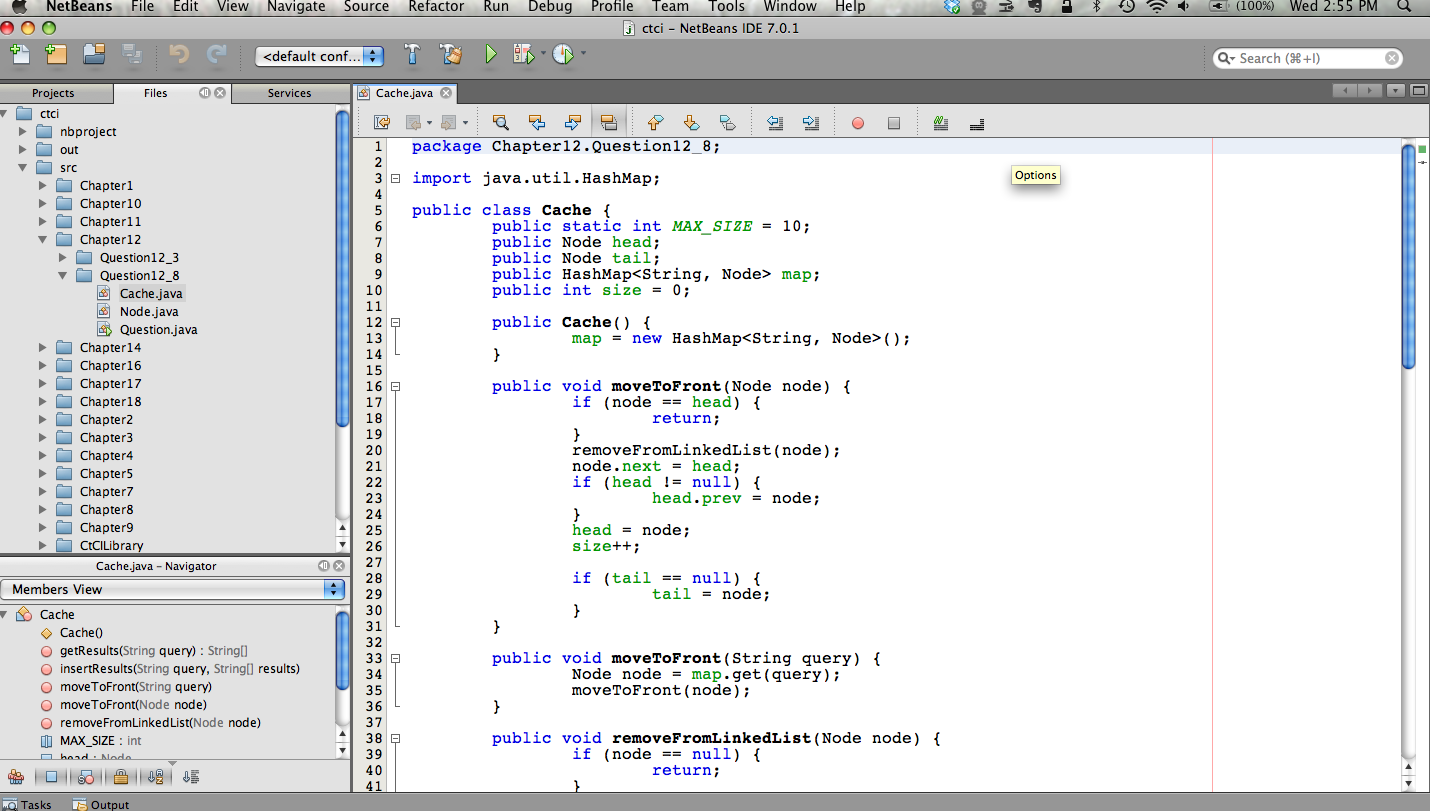 NetBeans File Edit View Navigate Source Refactor Run Debug Profile Team Tools Window Help (100%) Wed 2:55 PM
ctci – NetBeans IDE 7.0.1
<default conf... Search (⌘+I)
Projects Files Services
ctci
nbproject
out
src
Chapter1
Chapter10
Chapter11
Chapter12
Question12_3
Question12_8
Cache.java
Node.java
Question.java
Chapter14
Chapter16
Chapter17
Chapter18
Chapter2
Chapter3
Chapter4
Chapter5
Chapter7
Chapter8
Chapter9
CtCILibrary
Cache.java – Navigator
Members View
Cache
Cache()
getResults(String query) : String[]
insertResults(String query, String[] results)
moveToFront(String query)
moveToFront(Node node)
removeFromLinkedList(Node node)
MAX_SIZE : int
head : Node
Tasks Output
Cache.java
1 package Chapter12.Question12_8;
2
3 import java.util.HashMap;
Options
4
5 public class Cache {
6 public static int MAX_SIZE = 10;
7 public Node head;
8 public Node tail;
9 public HashMap<String, Node> map;
10 public int size = 0;
11
12 public Cache() {
13 map = new HashMap<String, Node>();
14 }
15
16 public void moveToFront(Node node) {
17 if (node == head) {
18 return;
19 }
20 removeFromLinkedList(node);
21 node.next = head;
22 if (head != null) {
23 head.prev = node;
24 }
25 head = node;
26 size++;
27
28 if (tail == null) {
29 tail = node;
30 }
31 }
32
33 public void moveToFront(String query) {
34 Node node = map.get(query);
35 moveToFront(node);
36 }
37
38 public void removeFromLinkedList(Node node) {
39 if (node == null) {
40 return;
41 }